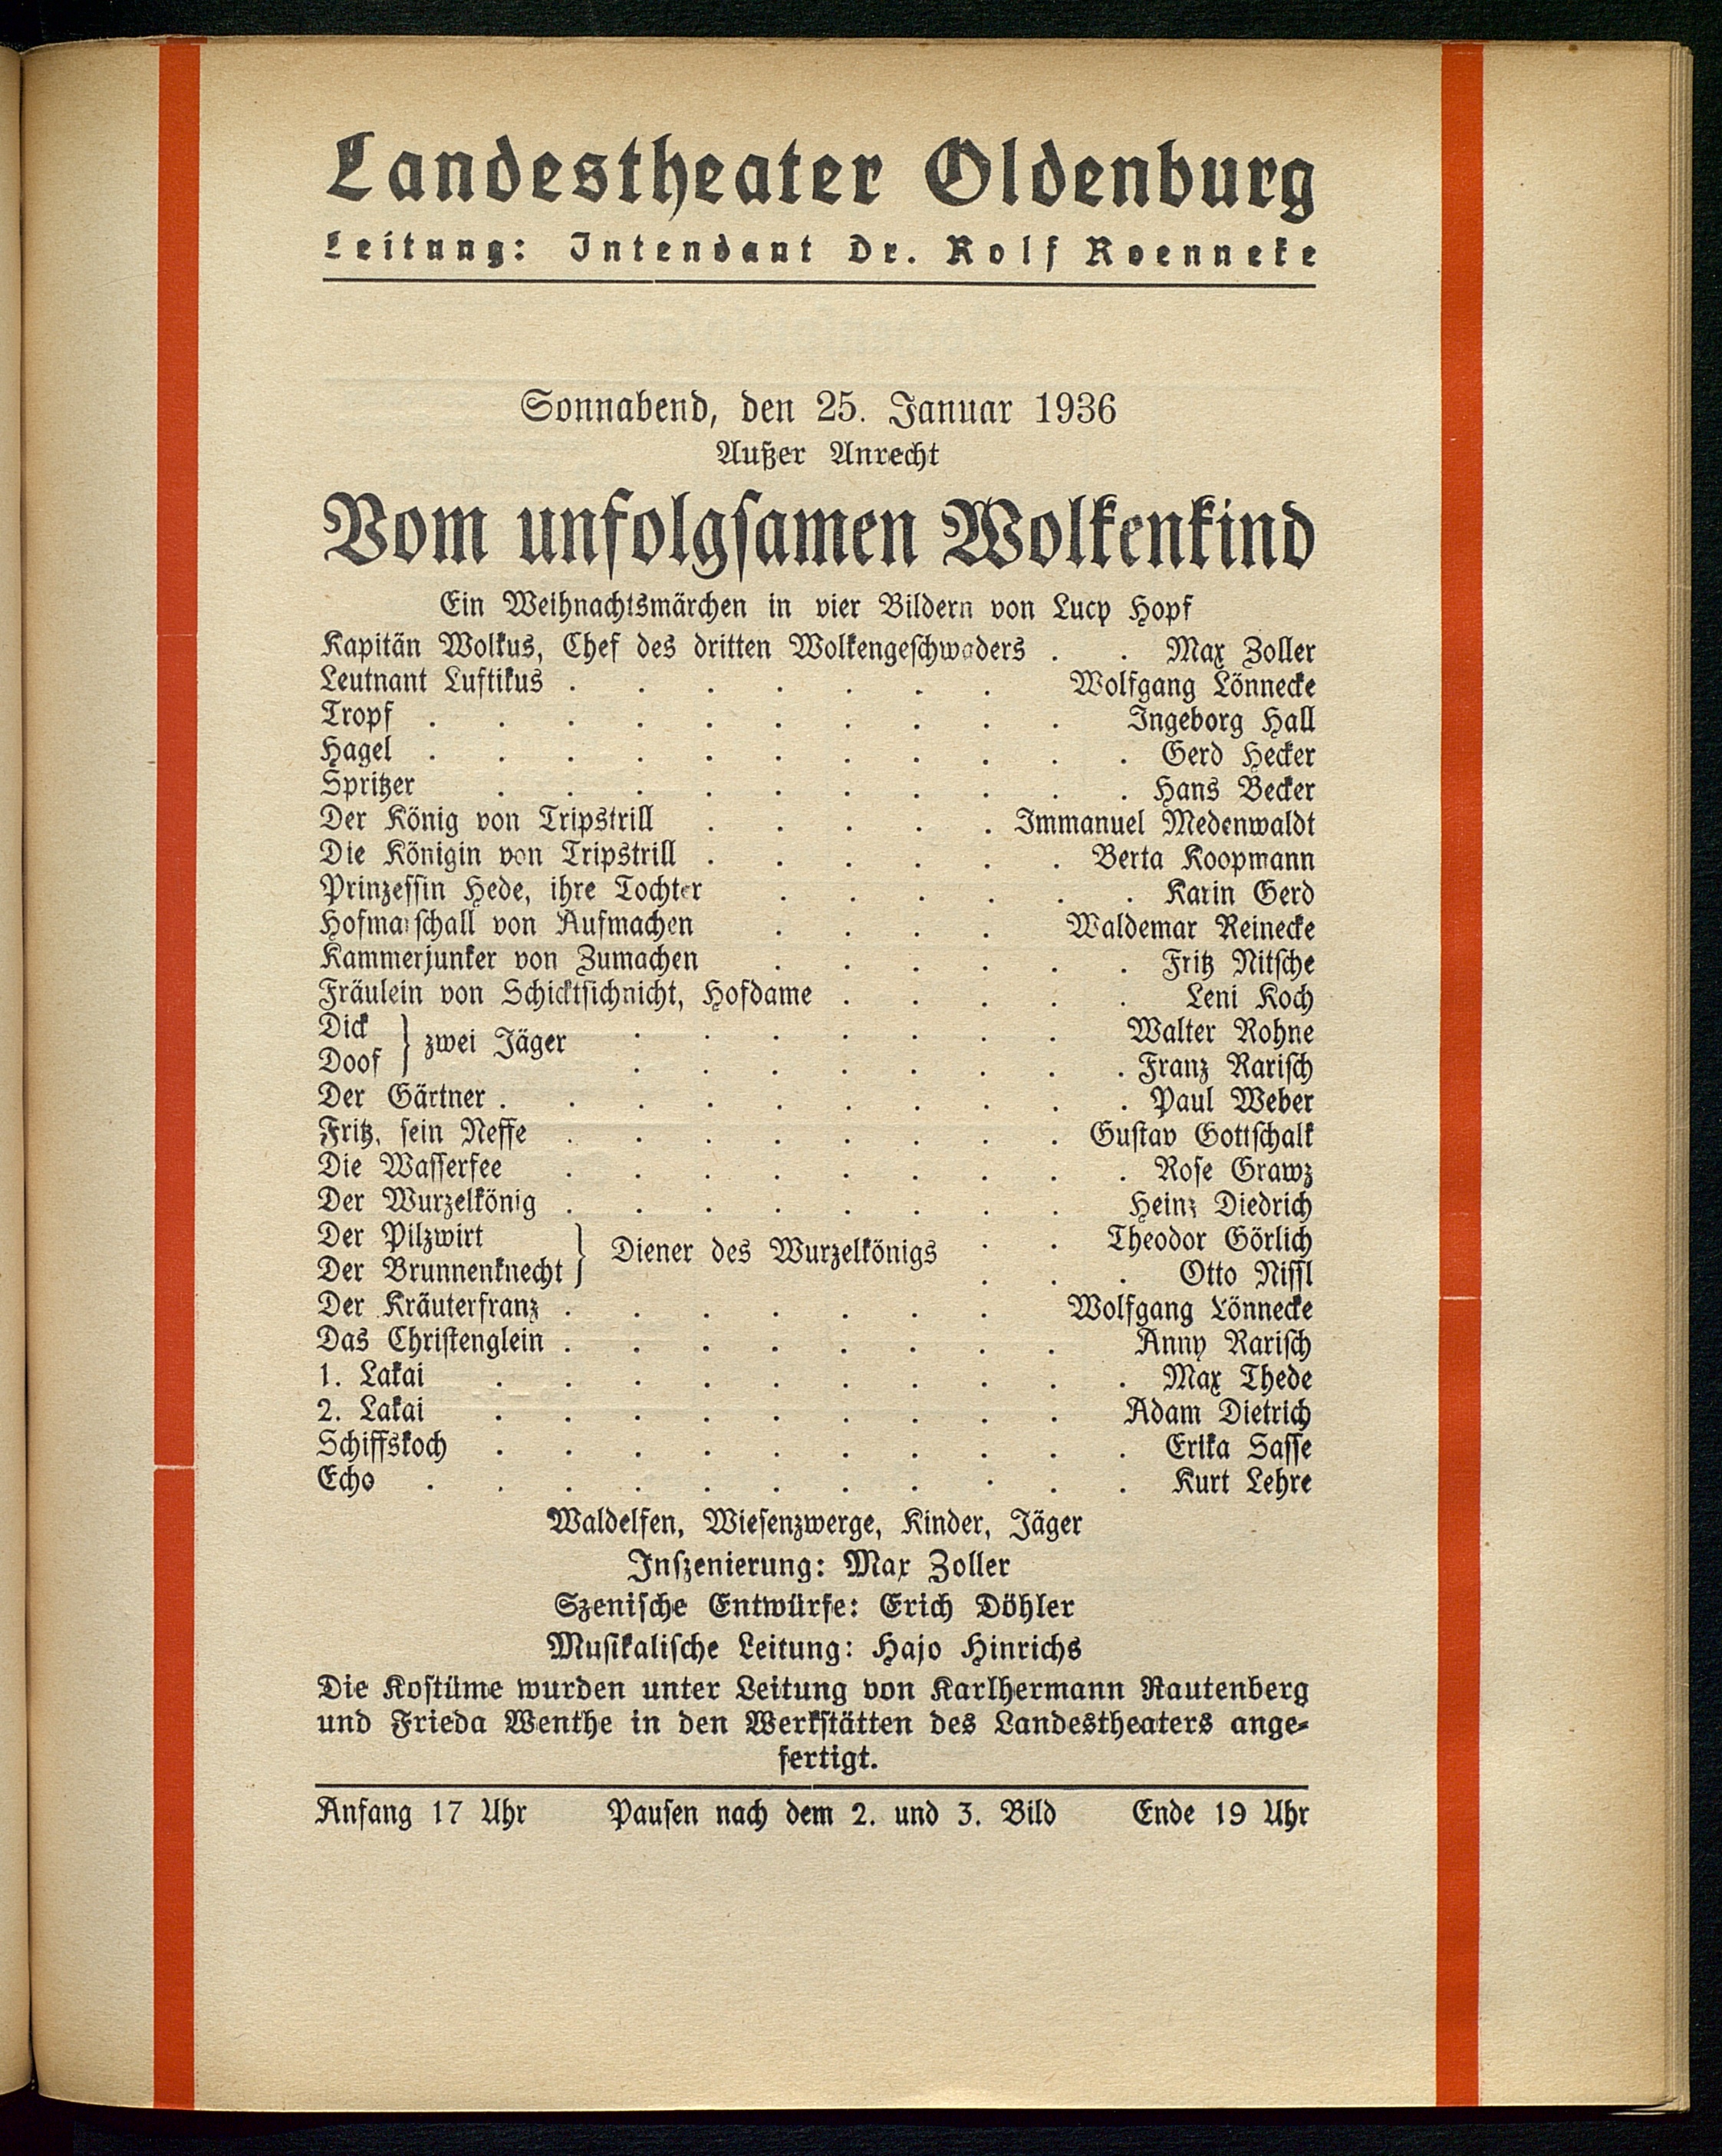 Landestheater Oldenburg
Leitung: Intendant Dr. Rolf Roenneke
Sonnabend, den 25. Januar 1936
Außer Anrecht
Vom unfolgsamen Wolkenkind
Ein Weihnachtsmärchen in vier Bildern von Lucy Hopf
Kapitän Wolkus, Chef des dritten Wolkengeschwaders . . Max Zoller
Leutnant Luftikus . . . . . . . Wolfgang Lönnecke
Tropf . . . . . . . . . . Ingeborg Hall
Hagel . . . . . . . . . . . Gerd Hecker
Spritzer . . . . . . . . . . Hans Becker
Der König von Tripstrill . . . . . Immanuel Medenwaldt
Die Königin von Tripstrill . . . . . . Berta Koopmann
Prinzessin Hede, ihre Tochter . . . . . . Karin Gerd
Hofmarschall von Aufmachen . . . . Waldemar Reinecke
Kammerjunker von Zumachen . . . . . . Fritz Nitsche
Fräulein von Schicktsichnicht, Hofdame . . . . . Leni Koch
Dick } zwei Jäger . . . . . . . Walter Rohne
Doof } . . . . . . . . Franz Rarisch
Der Gärtner . . . . . . . . . . Paul Weber
Fritz, sein Neffe . . . . . . . . Gustav Gottschalk
Die Wasserfee . . . . . . . . . Rose Grawz
Der Wurzelkönig . . . . . . . . Heinz Diedrich
Der Pilzwirt } Diener des Wurzelkönigs . . Theodor Görlich
Der Brunnenknecht } . . . Otto Nissl
Der Kräuterfranz . . . . . . . Wolfgang Lönnecke
Das Christenglein . . . . . . . . Anny Rarisch
1. Lakai . . . . . . . . . . Max Thede
2. Lakai . . . . . . . . . Adam Dietrich
Schiffskoch . . . . . . . . . . Erika Sasse
Echo . . . . . . . . . . . Kurt Lehre
Waldelfen, Wiesenzwerge, Kinder, Jäger
Inszenierung: Max Zoller
Szenische Entwürfe: Erich Döhler
Musikalische Leitung: Hajo Hinrichs
Die Kostüme wurden unter Leitung von Karlhermann Rautenberg
und Frieda Wenthe in den Werkstätten des Landestheaters ange-
fertigt.
Anfang 17 Uhr Pausen nach dem 2. und 3. Bild Ende 19 Uhr